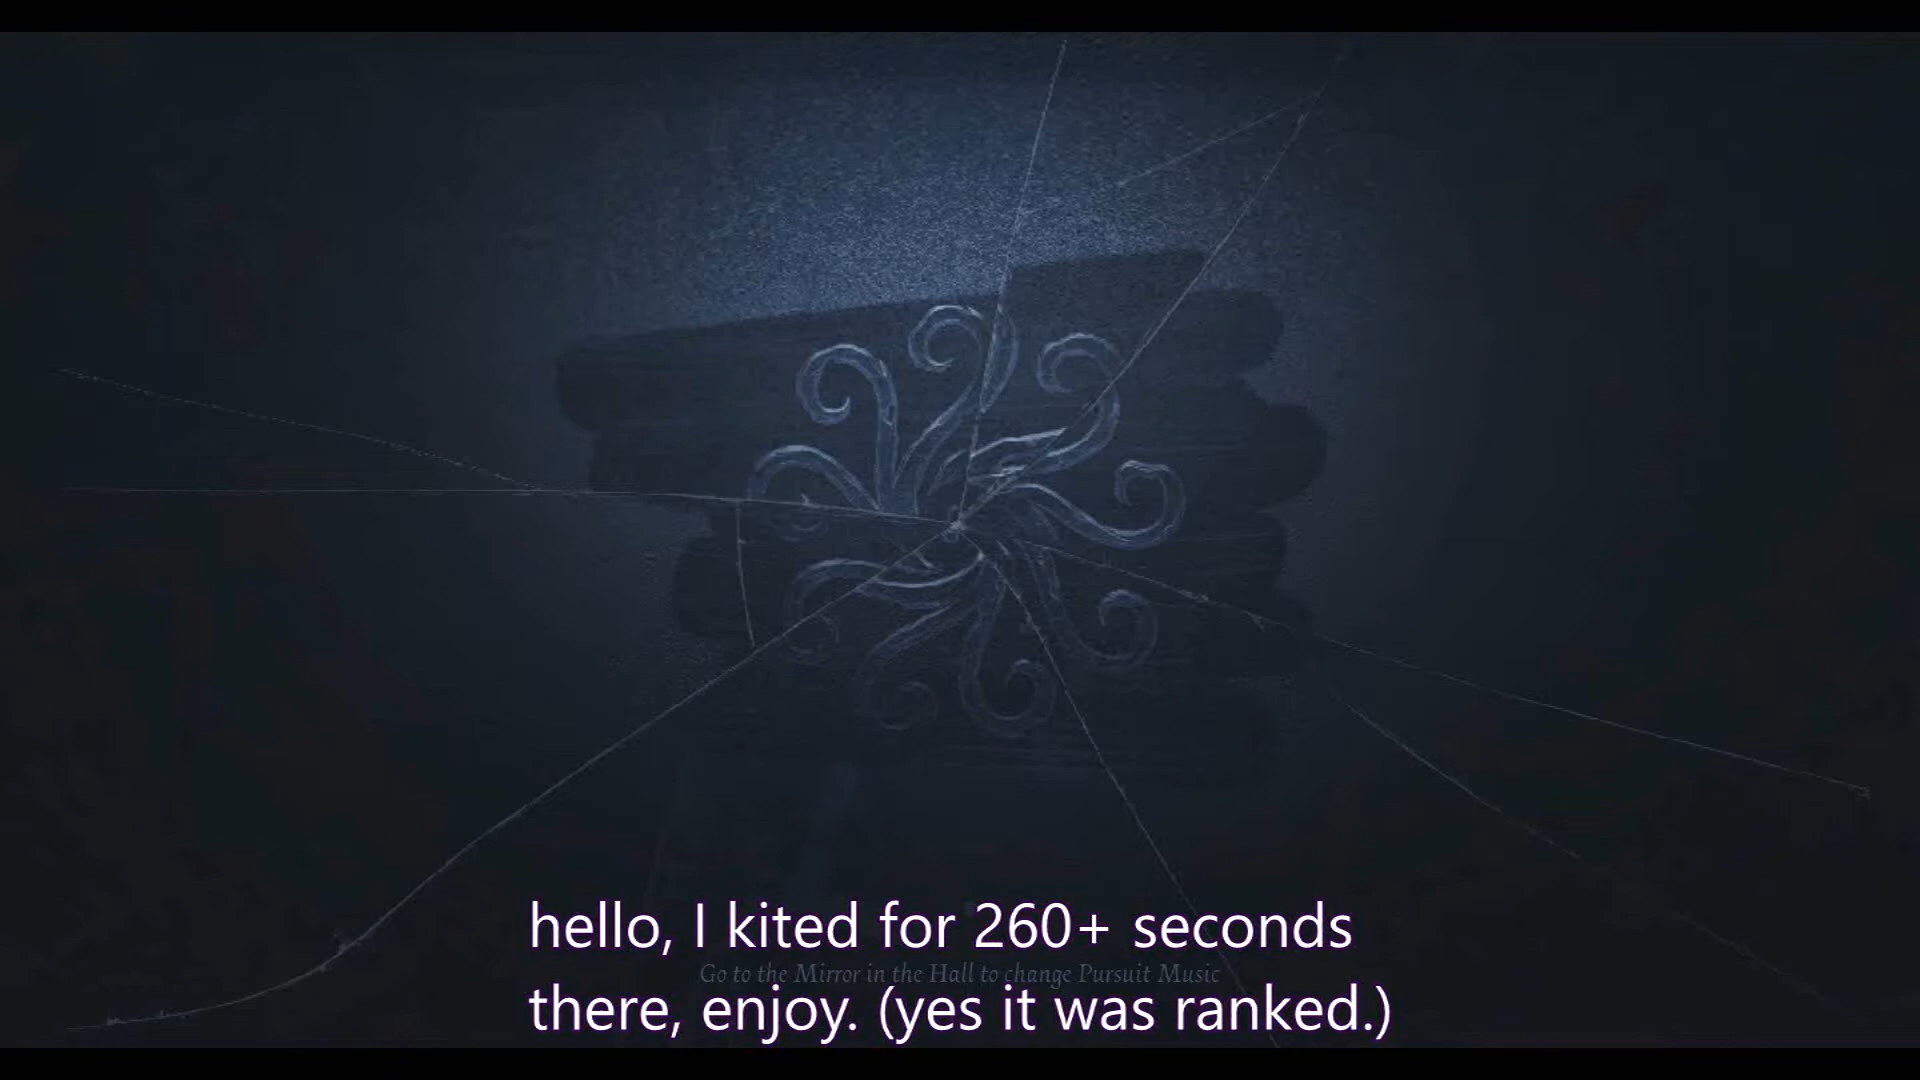 hello, I kited for 260+ seconds
Go to the Mirror in the Hall to change Pursuit Music
there, enjoy. (yes it was ranked.)